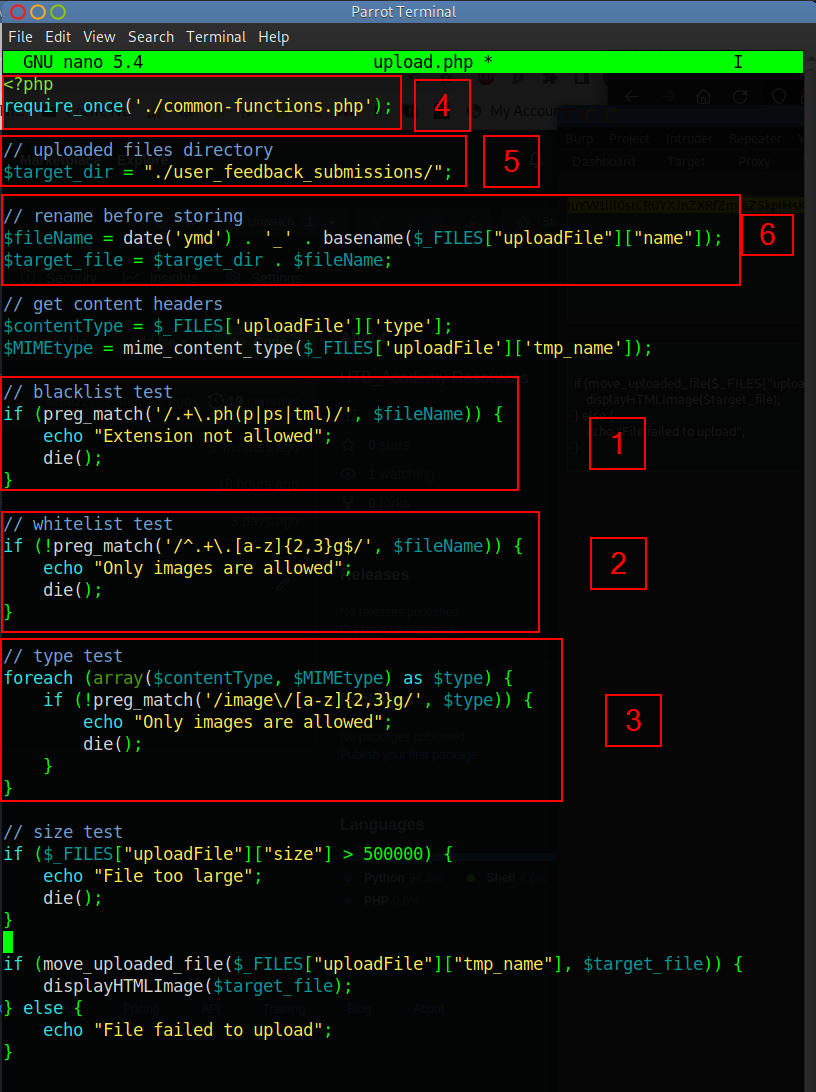 Parrot Terminal
File Edit View Search Terminal Help
GNU nano 5.4 upload.php * I
<?php
require_once('./common-functions.php');
4
// uploaded files directory
$target_dir = "./user_feedback_submissions/";
5
// rename before storing
$fileName = date('ymd') . '_' . basename($_FILES["uploadFile"]["name"]);
$target_file = $target_dir . $fileName;
6
// get content headers
$contentType = $_FILES['uploadFile']['type'];
$MIMEtype = mime_content_type($_FILES['uploadFile']['tmp_name']);
// blacklist test
if (preg_match('/.+\.ph(p|ps|tml)/', $fileName)) {
echo "Extension not allowed";
die();
}
1
// whitelist test
if (!preg_match('/^.+\.[a-z]{2,3}g$/', $fileName)) {
echo "Only images are allowed";
die();
}
2
// type test
foreach (array($contentType, $MIMEtype) as $type) {
if (!preg_match('/image\/[a-z]{2,3}g/', $type)) {
echo "Only images are allowed";
die();
}
}
3
// size test
if ($_FILES["uploadFile"]["size"] > 500000) {
echo "File too large";
die();
}
if (move_uploaded_file($_FILES["uploadFile"]["tmp_name"], $target_file)) {
displayHTMLImage($target_file);
} else {
echo "File failed to upload";
}